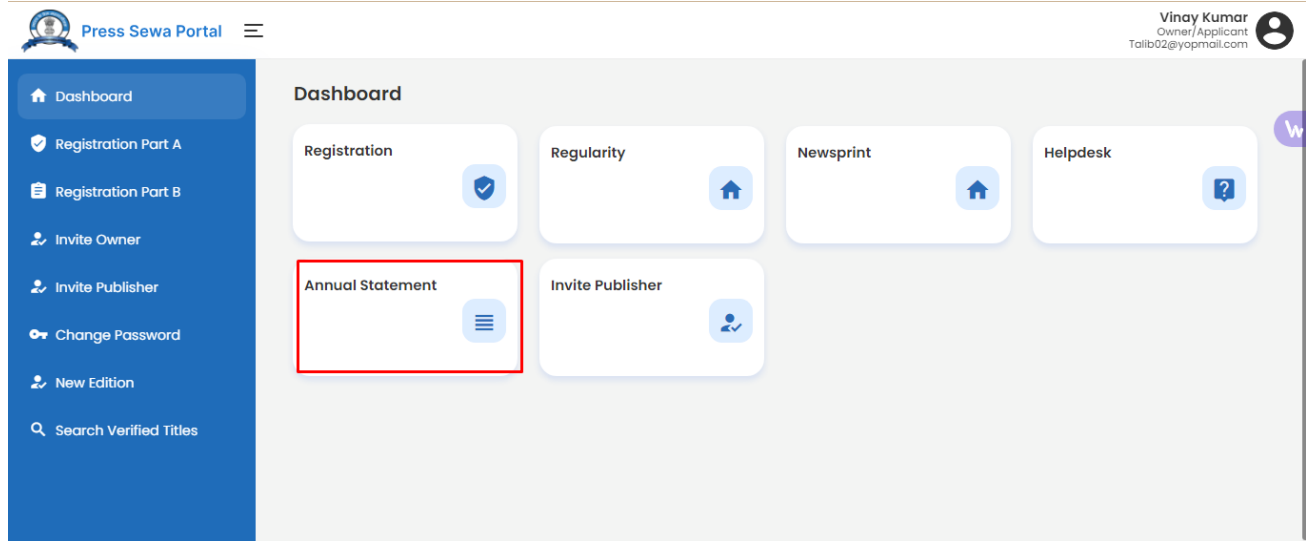 Press Sewa Portal
Vinay Kumar
Owner/Applicant
Talib02@yopmail.com
Dashboard
Registration Part A
Registration Part B
Invite Owner
Invite Publisher
Change Password
New Edition
Search Verified Titles
Dashboard
Registration
Regularity
Newsprint
Helpdesk
Annual Statement
Invite Publisher